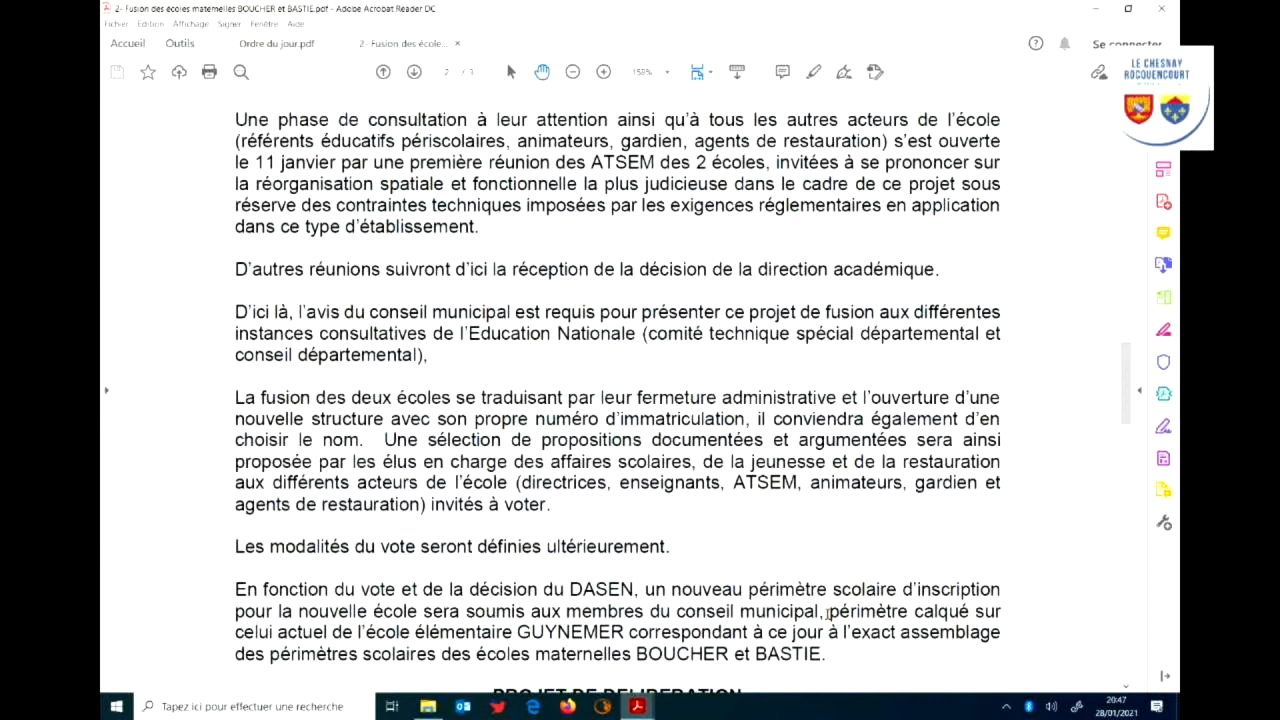 2- Fusion des écoles maternelles BOUCHER et BASTIE.pdf - Adobe Acrobat Reader DC
Fichier Edition Affichage Signer Fenêtre Aide
Accueil Outils Ordre du jour.pdf 2- Fusion des école... ×
Se connecter
2 / 3 152%
LE CHESNAY
ROCQUENCOURT
Une phase de consultation à leur attention ainsi qu'à tous les autres acteurs de l'école
(référents éducatifs périscolaires, animateurs, gardien, agents de restauration) s'est ouverte
le 11 janvier par une première réunion des ATSEM des 2 écoles, invitées à se prononcer sur
la réorganisation spatiale et fonctionnelle la plus judicieuse dans le cadre de ce projet sous
réserve des contraintes techniques imposées par les exigences réglementaires en application
dans ce type d'établissement.
D'autres réunions suivront d'ici la réception de la décision de la direction académique.
D'ici là, l'avis du conseil municipal est requis pour présenter ce projet de fusion aux différentes
instances consultatives de l'Education Nationale (comité technique spécial départemental et
conseil départemental),
La fusion des deux écoles se traduisant par leur fermeture administrative et l'ouverture d'une
nouvelle structure avec son propre numéro d'immatriculation, il conviendra également d'en
choisir le nom. Une sélection de propositions documentées et argumentées sera ainsi
proposée par les élus en charge des affaires scolaires, de la jeunesse et de la restauration
aux différents acteurs de l'école (directrices, enseignants, ATSEM, animateurs, gardien et
agents de restauration) invités à voter.
Les modalités du vote seront définies ultérieurement.
En fonction du vote et de la décision du DASEN, un nouveau périmètre scolaire d'inscription
pour la nouvelle école sera soumis aux membres du conseil municipal, périmètre calqué sur
celui actuel de l'école élémentaire GUYNEMER correspondant à ce jour à l'exact assemblage
des périmètres scolaires des écoles maternelles BOUCHER et BASTIE.
PROJET DE DELIBERATION
Tapez ici pour effectuer une recherche
20:47
28/01/2021